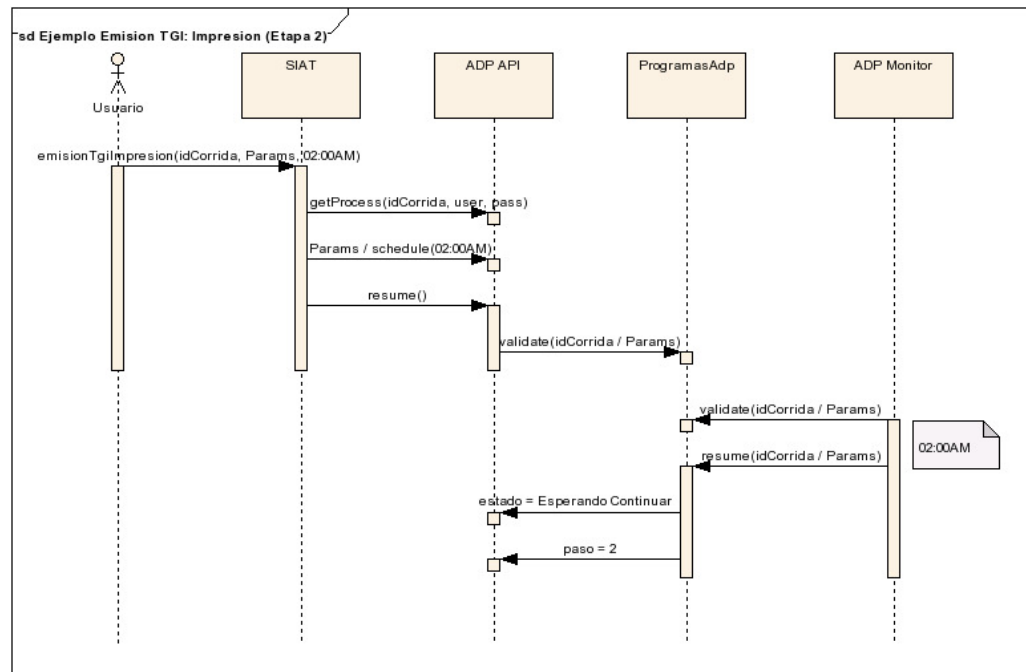 sd Ejemplo Emision TGI: Impresion (Etapa 2)
Usuario
SIAT
ADP API
ProgramasAdp
ADP Monitor
emisionTgiImpresion(idCorrida, Params, 02:00AM)
getProcess(idCorrida, user, pass)
Params / schedule(02:00AM)
resume()
validate(idCorrida / Params)
validate(idCorrida / Params)
02:00AM
resume(idCorrida / Params)
estado = Esperando Continuar
paso = 2